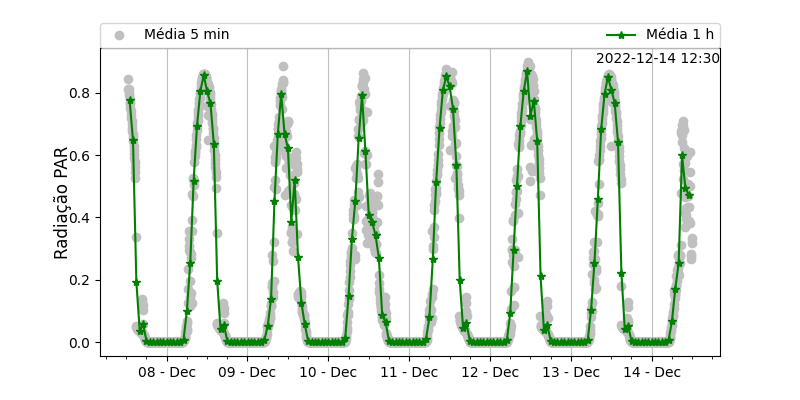 Média 5 min
Média 1 h
2022-12-14 12:30
Radiação PAR
0.8
0.6
0.4
0.2
0.0
08 - Dec
09 - Dec
10 - Dec
11 - Dec
12 - Dec
13 - Dec
14 - Dec